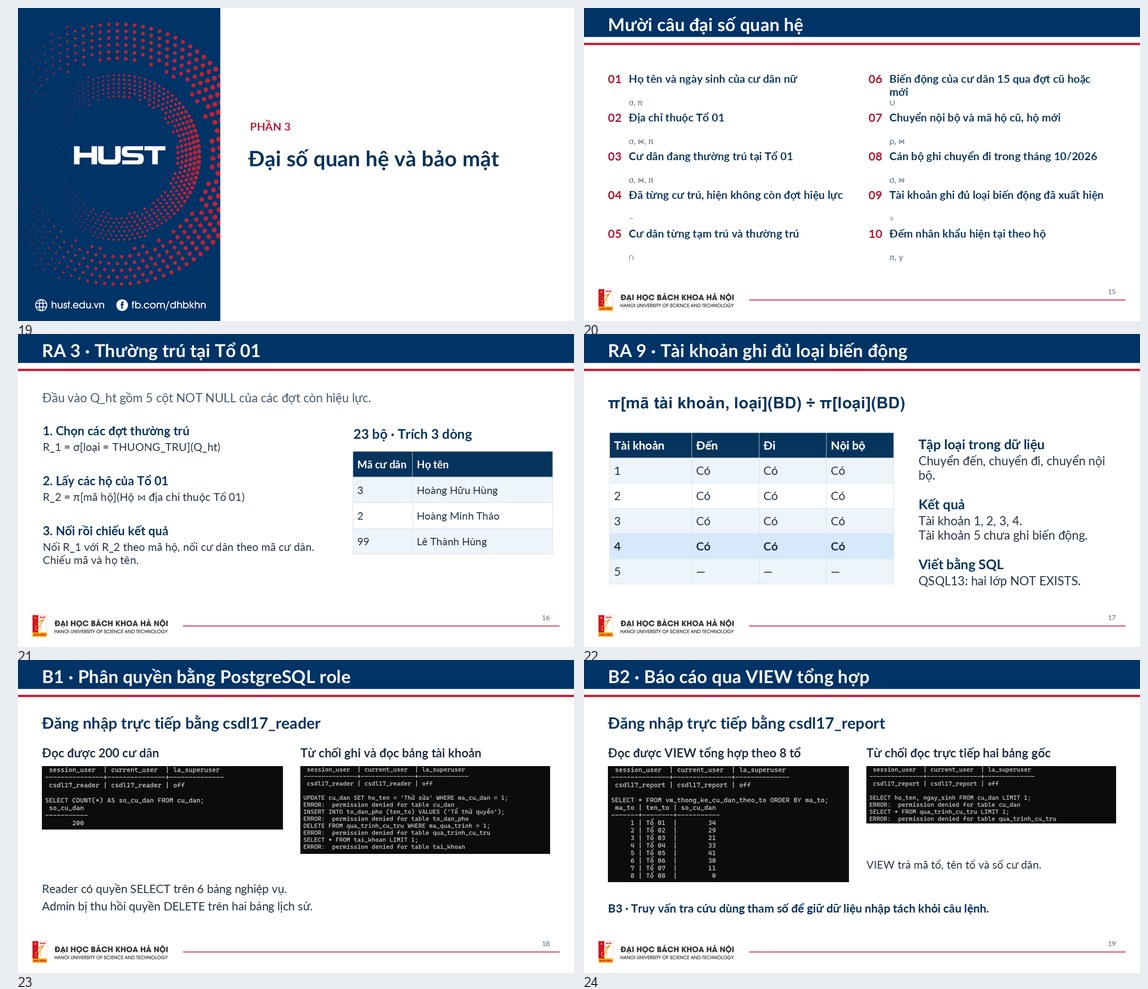 HUST
PHẦN 3
Đại số quan hệ và bảo mật
hust.edu.vn fb.com/dhbkhn
19
Mười câu đại số quan hệ
01 Họ tên và ngày sinh của cư dân nữ
σ, π
02 Địa chỉ thuộc Tổ 01
σ, ⋈, π
03 Cư dân đang thường trú tại Tổ 01
σ, ⋈, π
04 Đã từng cư trú, hiện không còn đợt hiệu lực
−
05 Cư dân từng tạm trú và thường trú
∩
06 Biến động của cư dân 15 qua đợt cũ hoặc
mới
∪
07 Chuyển nội bộ và mã hộ cũ, hộ mới
ρ, ⋈
08 Cán bộ ghi chuyển đi trong tháng 10/2026
σ, ⋈
09 Tài khoản ghi đủ loại biến động đã xuất hiện
÷
10 Đếm nhân khẩu hiện tại theo hộ
π, γ
ĐẠI HỌC BÁCH KHOA HÀ NỘI
HANOI UNIVERSITY OF SCIENCE AND TECHNOLOGY
15
20
RA 3 · Thường trú tại Tổ 01
Đầu vào Q_ht gồm 5 cột NOT NULL của các đợt còn hiệu lực.
1. Chọn các đợt thường trú
R_1 = σ[loại = THUONG_TRU](Q_ht)
2. Lấy các hộ của Tổ 01
R_2 = π[mã hộ](Hộ ⋈ địa chỉ thuộc Tổ 01)
3. Nối rồi chiếu kết quả
Nối R_1 với R_2 theo mã hộ, nối cư dân theo mã cư dân.
Chiếu mã và họ tên.
23 bộ · Trích 3 dòng
Mã cư dân Họ tên
3 Hoàng Hữu Hùng
2 Hoàng Minh Thảo
99 Lê Thành Hùng
ĐẠI HỌC BÁCH KHOA HÀ NỘI
HANOI UNIVERSITY OF SCIENCE AND TECHNOLOGY
16
21
RA 9 · Tài khoản ghi đủ loại biến động
π[mã tài khoản, loại](BD) ÷ π[loại](BD)
Tài khoản Đến Đi Nội bộ
1 Có Có Có
2 Có Có Có
3 Có Có Có
4 Có Có Có
5 — — —
Tập loại trong dữ liệu
Chuyển đến, chuyển đi, chuyển nội
bộ.
Kết quả
Tài khoản 1, 2, 3, 4.
Tài khoản 5 chưa ghi biến động.
Viết bằng SQL
QSQL13: hai lớp NOT EXISTS.
ĐẠI HỌC BÁCH KHOA HÀ NỘI
HANOI UNIVERSITY OF SCIENCE AND TECHNOLOGY
17
22
B1 · Phân quyền bằng PostgreSQL role
Đăng nhập trực tiếp bằng csdl17_reader
Đọc được 200 cư dân
session_user | current_user | la_superuser
--------------+--------------+--------------
csdl17_reader | csdl17_reader | off
SELECT COUNT(*) AS so_cu_dan FROM cu_dan;
so_cu_dan
-----------
200
Từ chối ghi và đọc bảng tài khoản
session_user | current_user | la_superuser
--------------+--------------+--------------
csdl17_reader | csdl17_reader | off
UPDATE cu_dan SET ho_ten = 'Thử sửa' WHERE ma_cu_dan = 1;
ERROR: permission denied for table cu_dan
INSERT INTO to_dan_pho (ten_to) VALUES ('Tổ thử quyền');
ERROR: permission denied for table to_dan_pho
DELETE FROM qua_trinh_cu_tru WHERE ma_qua_trinh = 1;
ERROR: permission denied for table qua_trinh_cu_tru
SELECT * FROM tai_khoan LIMIT 1;
ERROR: permission denied for table tai_khoan
Reader có quyền SELECT trên 6 bảng nghiệp vụ.
Admin bị thu hồi quyền DELETE trên hai bảng lịch sử.
ĐẠI HỌC BÁCH KHOA HÀ NỘI
HANOI UNIVERSITY OF SCIENCE AND TECHNOLOGY
18
23
B2 · Báo cáo qua VIEW tổng hợp
Đăng nhập trực tiếp bằng csdl17_report
Đọc được VIEW tổng hợp theo 8 tổ
session_user | current_user | la_superuser
--------------+--------------+--------------
csdl17_report | csdl17_report | off
SELECT * FROM vw_thong_ke_cu_dan_theo_to ORDER BY ma_to;
ma_to | ten_to | so_cu_dan
-------+--------+-----------
1 | Tổ 01 | 34
2 | Tổ 02 | 29
3 | Tổ 03 | 21
4 | Tổ 04 | 33
5 | Tổ 05 | 41
6 | Tổ 06 | 30
7 | Tổ 07 | 11
8 | Tổ 08 | 0
Từ chối đọc trực tiếp hai bảng gốc
session_user | current_user | la_superuser
--------------+--------------+--------------
csdl17_report | csdl17_report | off
SELECT ho_ten, ngay_sinh FROM cu_dan LIMIT 1;
ERROR: permission denied for table cu_dan
SELECT * FROM qua_trinh_cu_tru LIMIT 1;
ERROR: permission denied for table qua_trinh_cu_tru
VIEW trả mã tổ, tên tổ và số cư dân.
B3 · Truy vấn tra cứu dùng tham số để giữ dữ liệu nhập tách khỏi câu lệnh.
ĐẠI HỌC BÁCH KHOA HÀ NỘI
HANOI UNIVERSITY OF SCIENCE AND TECHNOLOGY
19
24